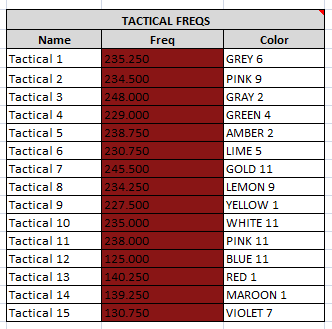 TACTICAL FREQS
Name Freq Color
Tactical 1 235.250 GREY 6
Tactical 2 234.500 PINK 9
Tactical 3 248.000 GRAY 2
Tactical 4 229.000 GREEN 4
Tactical 5 238.750 AMBER 2
Tactical 6 230.750 LIME 5
Tactical 7 245.500 GOLD 11
Tactical 8 234.250 LEMON 9
Tactical 9 227.500 YELLOW 1
Tactical 10 235.000 WHITE 11
Tactical 11 238.000 PINK 11
Tactical 12 125.000 BLUE 11
Tactical 13 140.250 RED 1
Tactical 14 139.250 MAROON 1
Tactical 15 130.750 VIOLET 7